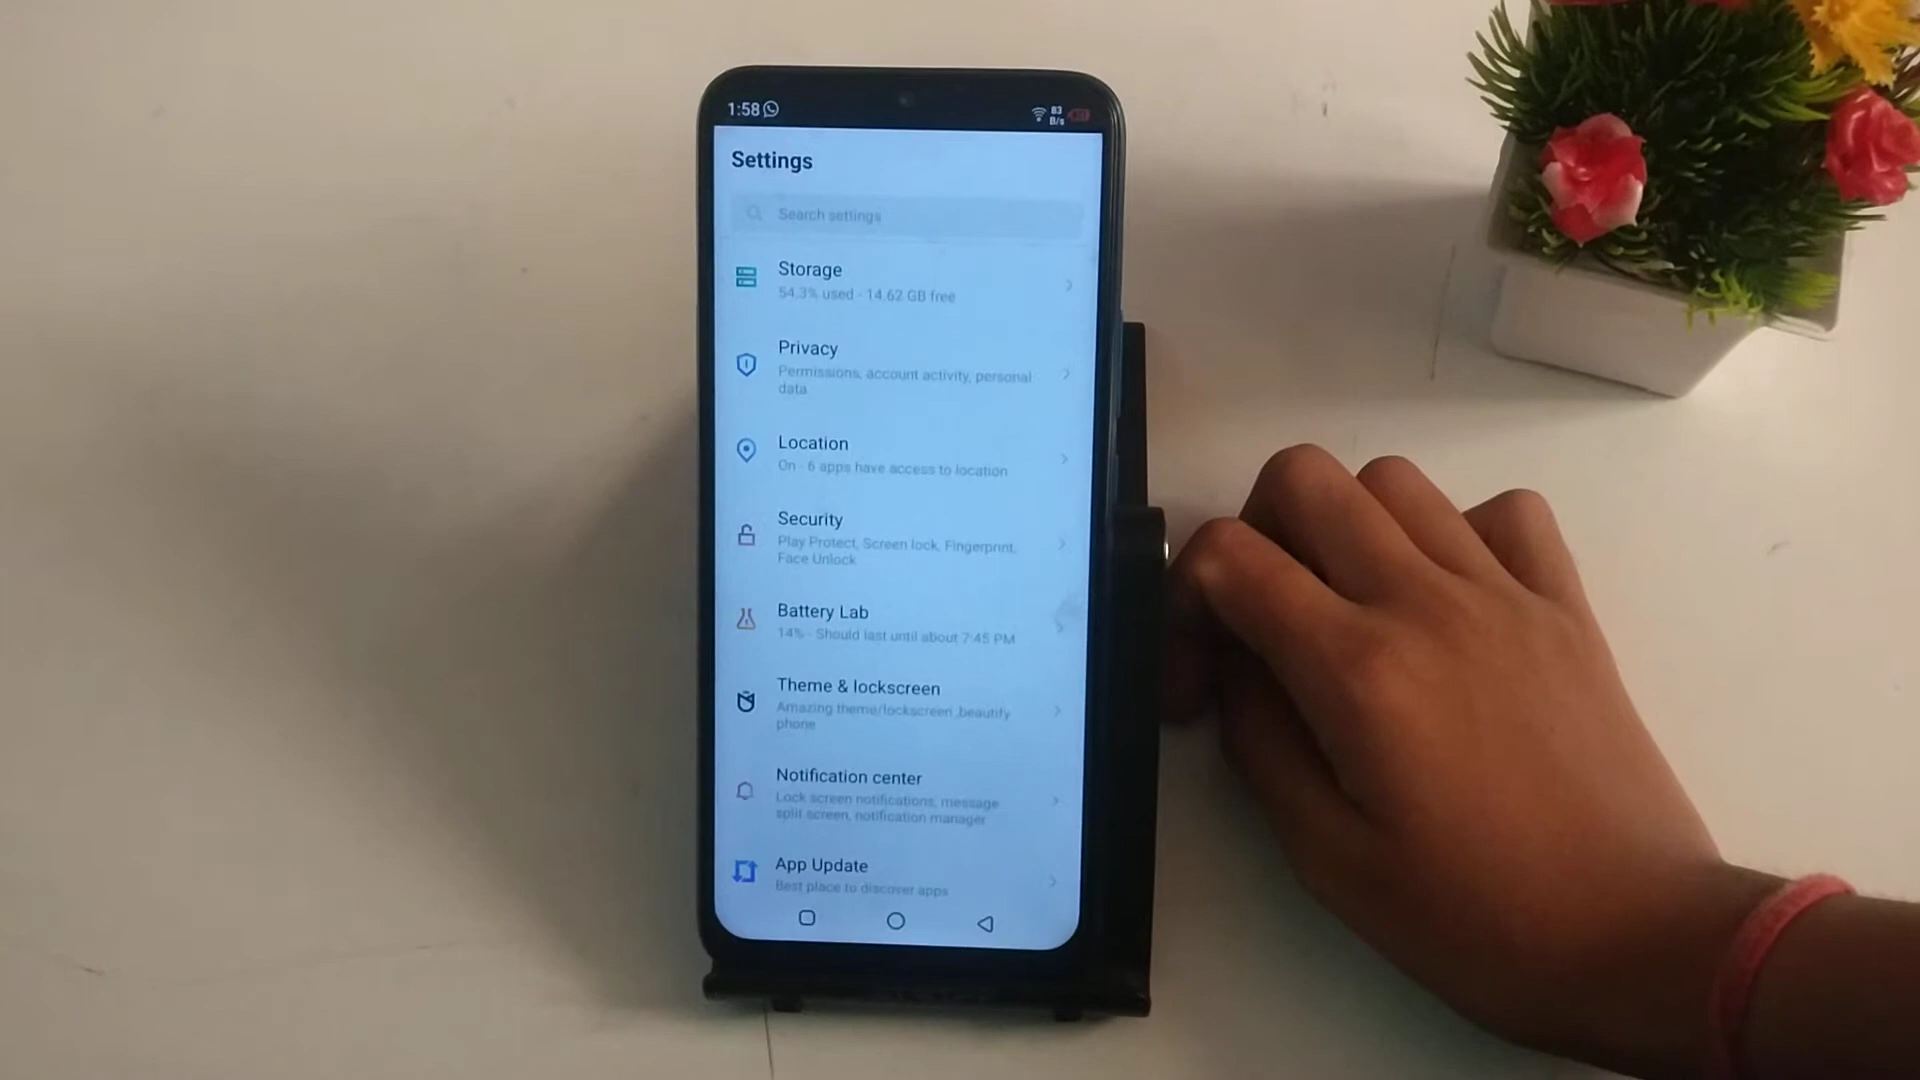 1:58
83
B/s
Settings
Search settings
Storage
54.3% used - 14.62 GB free
Privacy
Permissions, account activity, personal
data
Location
On - 6 apps have access to location
Security
Play Protect, Screen lock, Fingerprint,
Face Unlock
Battery Lab
14% - Should last until about 7:45 PM
Theme & lockscreen
Amazing theme/lockscreen ,beautify
phone
Notification center
Lock screen notifications, message
split screen, notification manager
App Update
Best place to discover apps